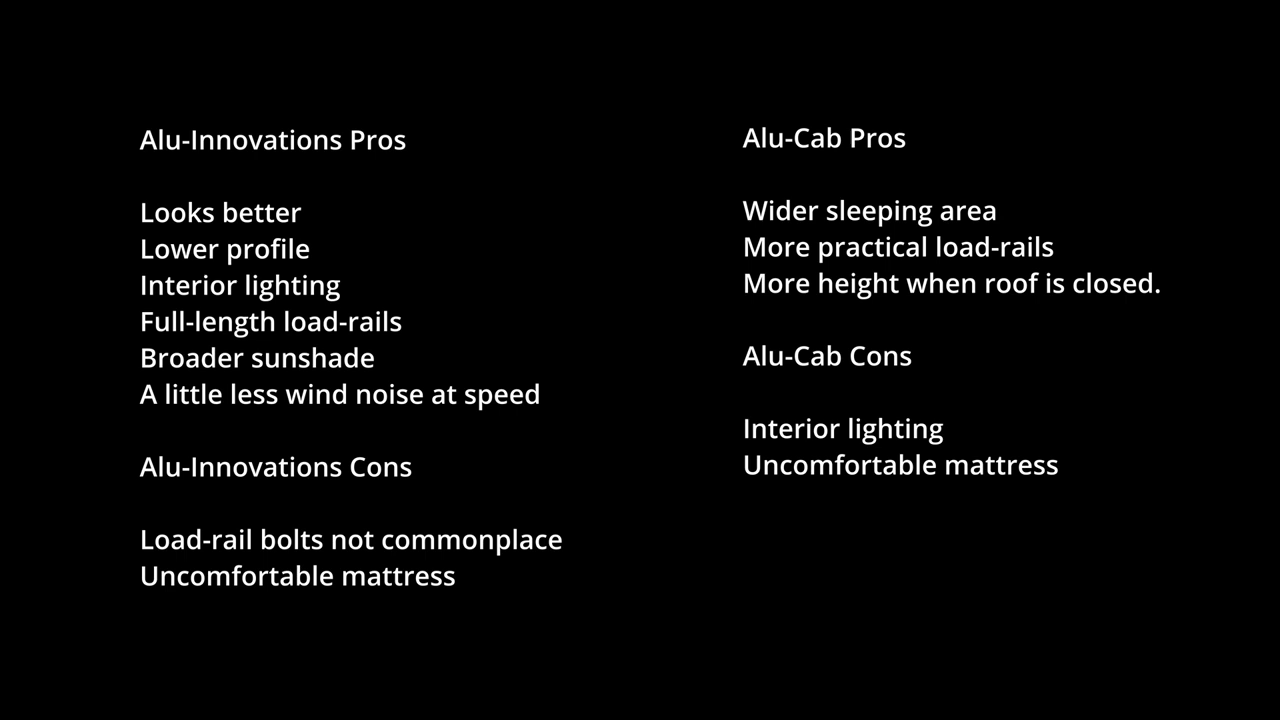 Alu-Innovations Pros
Looks better
Lower profile
Interior lighting
Full-length load-rails
Broader sunshade
A little less wind noise at speed
Alu-Innovations Cons
Load-rail bolts not commonplace
Uncomfortable mattress
Alu-Cab Pros
Wider sleeping area
More practical load-rails
More height when roof is closed.
Alu-Cab Cons
Interior lighting
Uncomfortable mattress